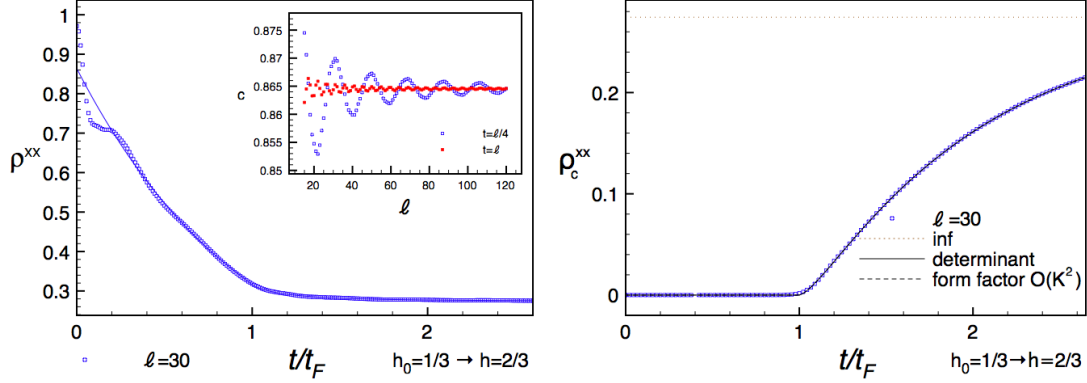 1
0.9
0.8
0.7
0.6
0.5
0.4
0.3
ρ^xx
0 1 2
t/t_F
ℓ=30
h₀=1/3 → h=2/3
0.875
0.87
0.865
0.86
0.855
0.85
c
20 40 60 80 100 120
ℓ
t=ℓ/4
t=ℓ
0.2
0.1
0
ρ_c^xx
0 1 2
t/t_F
h₀=1/3→h=2/3
ℓ=30
inf
determinant
form factor O(K²)